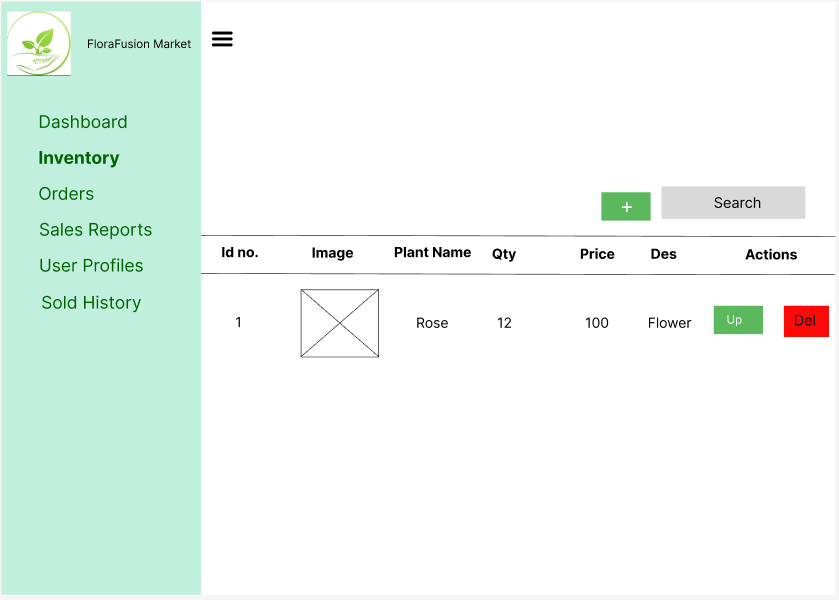 FloraFusion Market
Dashboard
Inventory
Orders
Sales Reports
User Profiles
Sold History
+
Search
Id no. Image Plant Name Qty Price Des Actions
1 Rose 12 100 Flower Up Del